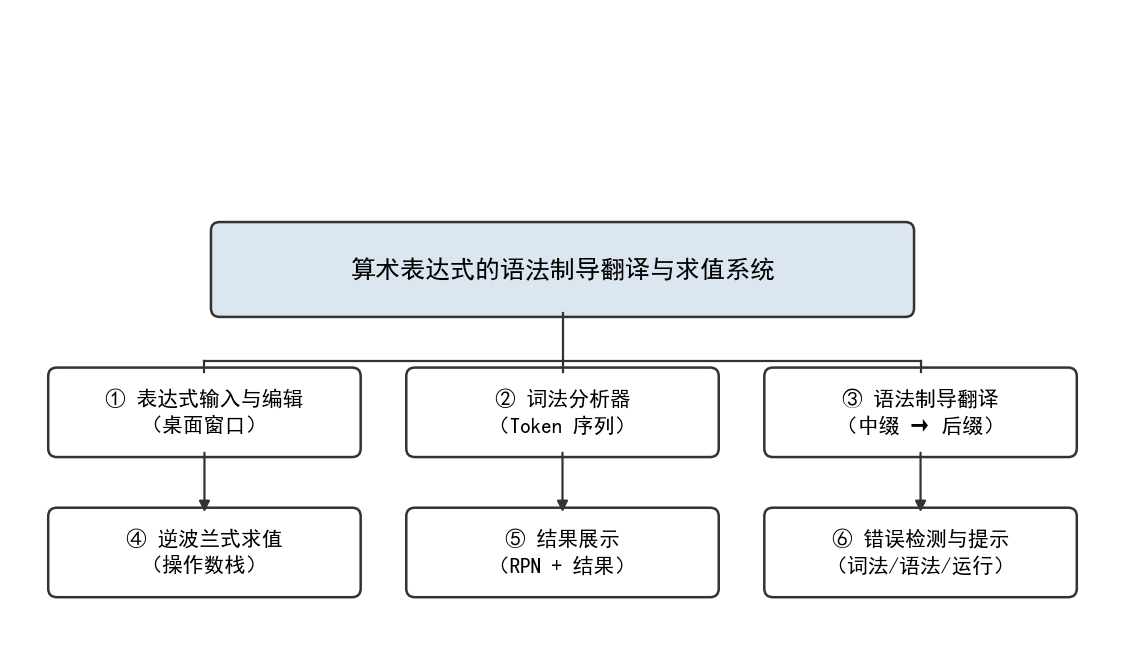 算术表达式的语法制导翻译与求值系统
① 表达式输入与编辑
（桌面窗口）
② 词法分析器
（Token 序列）
③ 语法制导翻译
（中缀 → 后缀）
④ 逆波兰式求值
（操作数栈）
⑤ 结果展示
（RPN + 结果）
⑥ 错误检测与提示
（词法/语法/运行）